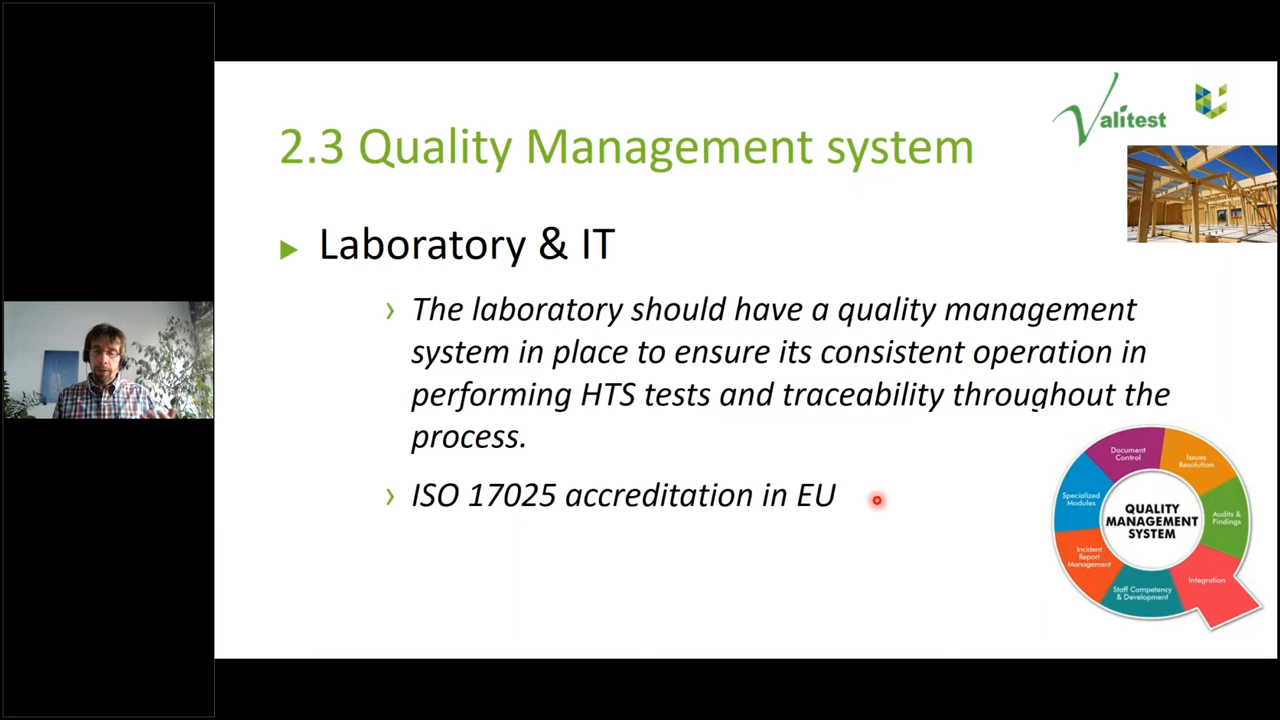 Valitest
2.3 Quality Management system
Laboratory & IT
The laboratory should have a quality management
system in place to ensure its consistent operation in
performing HTS tests and traceability throughout the
process.
ISO 17025 accreditation in EU
QUALITY
MANAGEMENT
SYSTEM
Document
Control
Issues
Resolution
Audits &
Findings
Integration
Staff Competency
& Development
Incident
Report
Management
Specialized
Modules